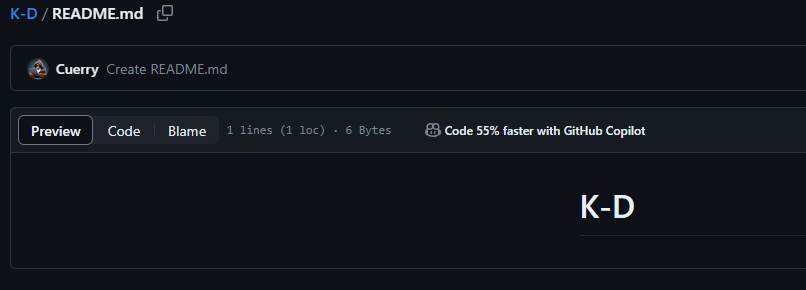 K-D / README.md
Cuerry Create README.md
Preview Code Blame 1 lines (1 loc) · 6 Bytes Code 55% faster with GitHub Copilot
K-D